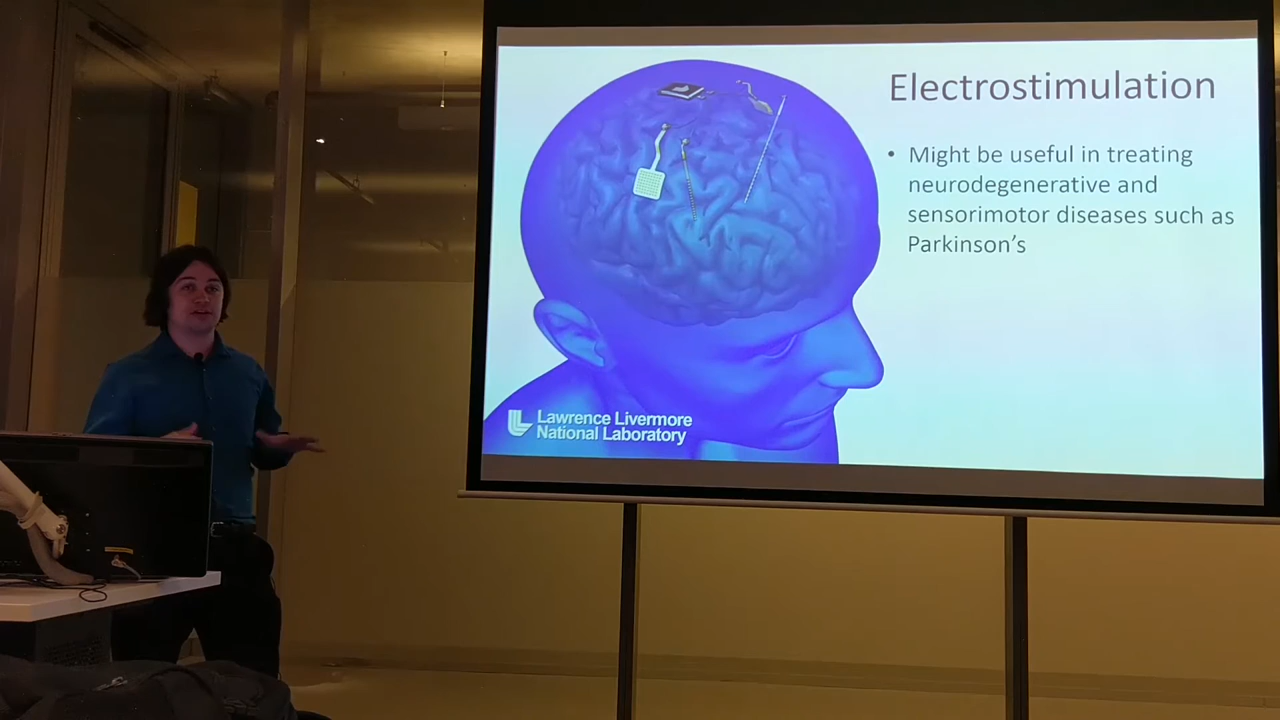 Electrostimulation
• Might be useful in treating
neurodegenerative and
sensorimotor diseases such as
Parkinson’s
Lawrence Livermore
National Laboratory